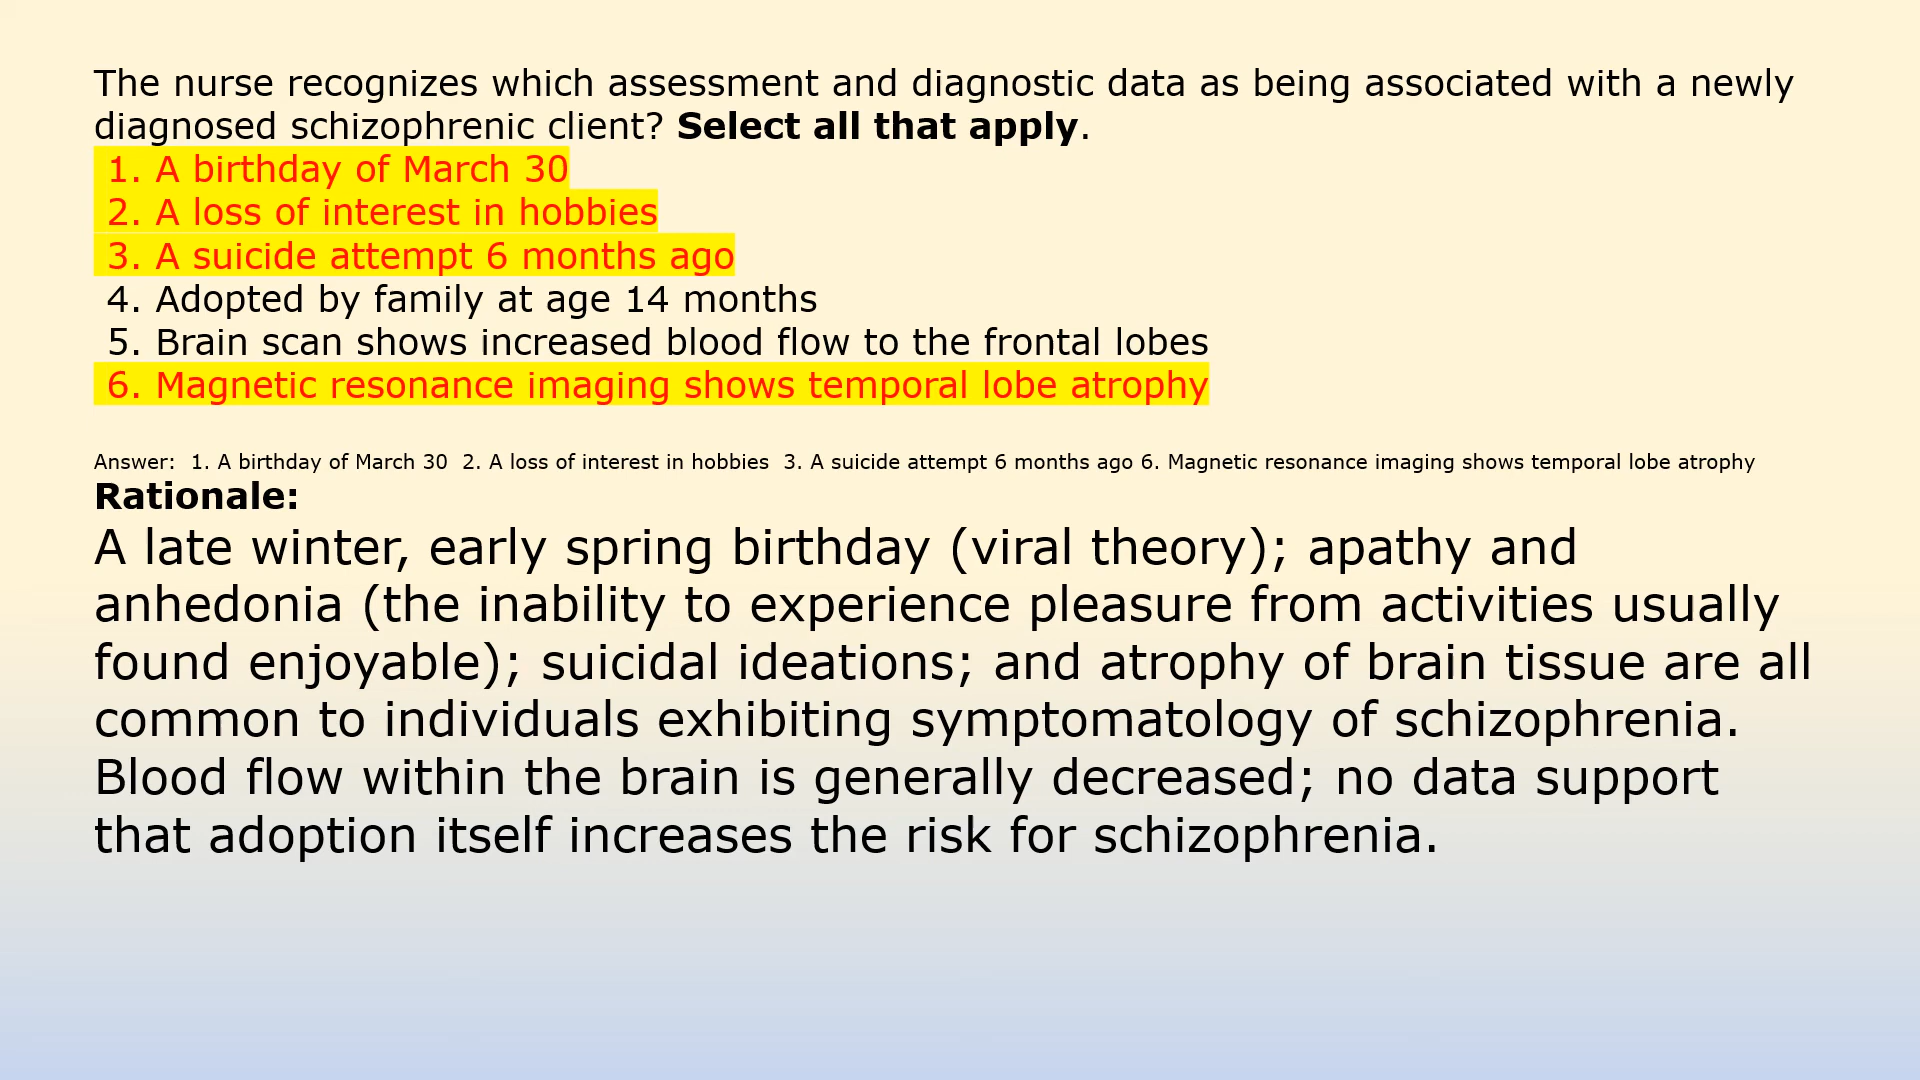 The nurse recognizes which assessment and diagnostic data as being associated with a newly
diagnosed schizophrenic client? Select all that apply.
1. A birthday of March 30
2. A loss of interest in hobbies
3. A suicide attempt 6 months ago
4. Adopted by family at age 14 months
5. Brain scan shows increased blood flow to the frontal lobes
6. Magnetic resonance imaging shows temporal lobe atrophy
Answer: 1. A birthday of March 30 2. A loss of interest in hobbies 3. A suicide attempt 6 months ago 6. Magnetic resonance imaging shows temporal lobe atrophy
Rationale:
A late winter, early spring birthday (viral theory); apathy and
anhedonia (the inability to experience pleasure from activities usually
found enjoyable); suicidal ideations; and atrophy of brain tissue are all
common to individuals exhibiting symptomatology of schizophrenia.
Blood flow within the brain is generally decreased; no data support
that adoption itself increases the risk for schizophrenia.